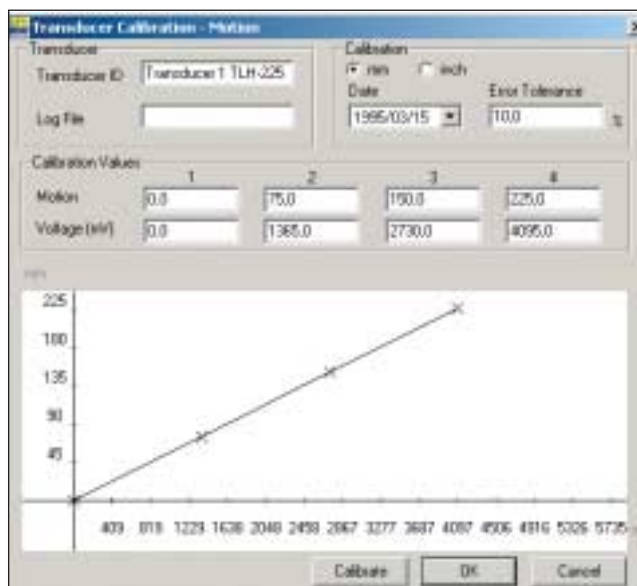 Transducer Calibration - Motion
Transducer
Transducer ID Transducer1 TLH-225
Log File
Calibration
mm inch
Date Error Tolerance
1995/03/15 10.0 %
Calibration Values
1 2 3 4
Motion 0.0 75.0 150.0 225.0
Voltage (mV) 0.0 1365.0 2730.0 4095.0
mm
225
180
135
90
45
409 819 1229 1638 2048 2458 2867 3277 3687 4097 4506 4916 5326 5735
Calibrate OK Cancel